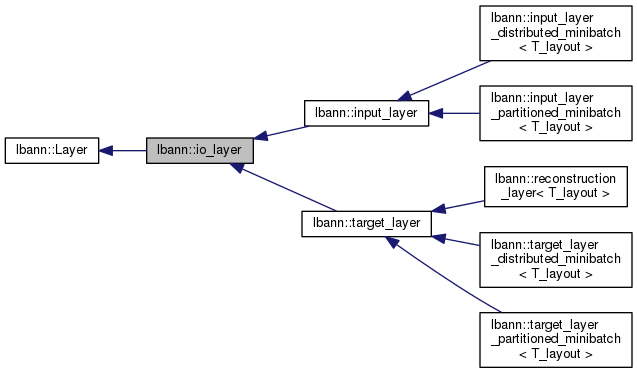 lbann::Layer
lbann::io_layer
lbann::input_layer
lbann::target_layer
lbann::input_layer
_distributed_minibatch
< T_layout >
lbann::input_layer
_partitioned_minibatch
< T_layout >
lbann::reconstruction
_layer< T_layout >
lbann::target_layer
_distributed_minibatch
< T_layout >
lbann::target_layer
_partitioned_minibatch
< T_layout >